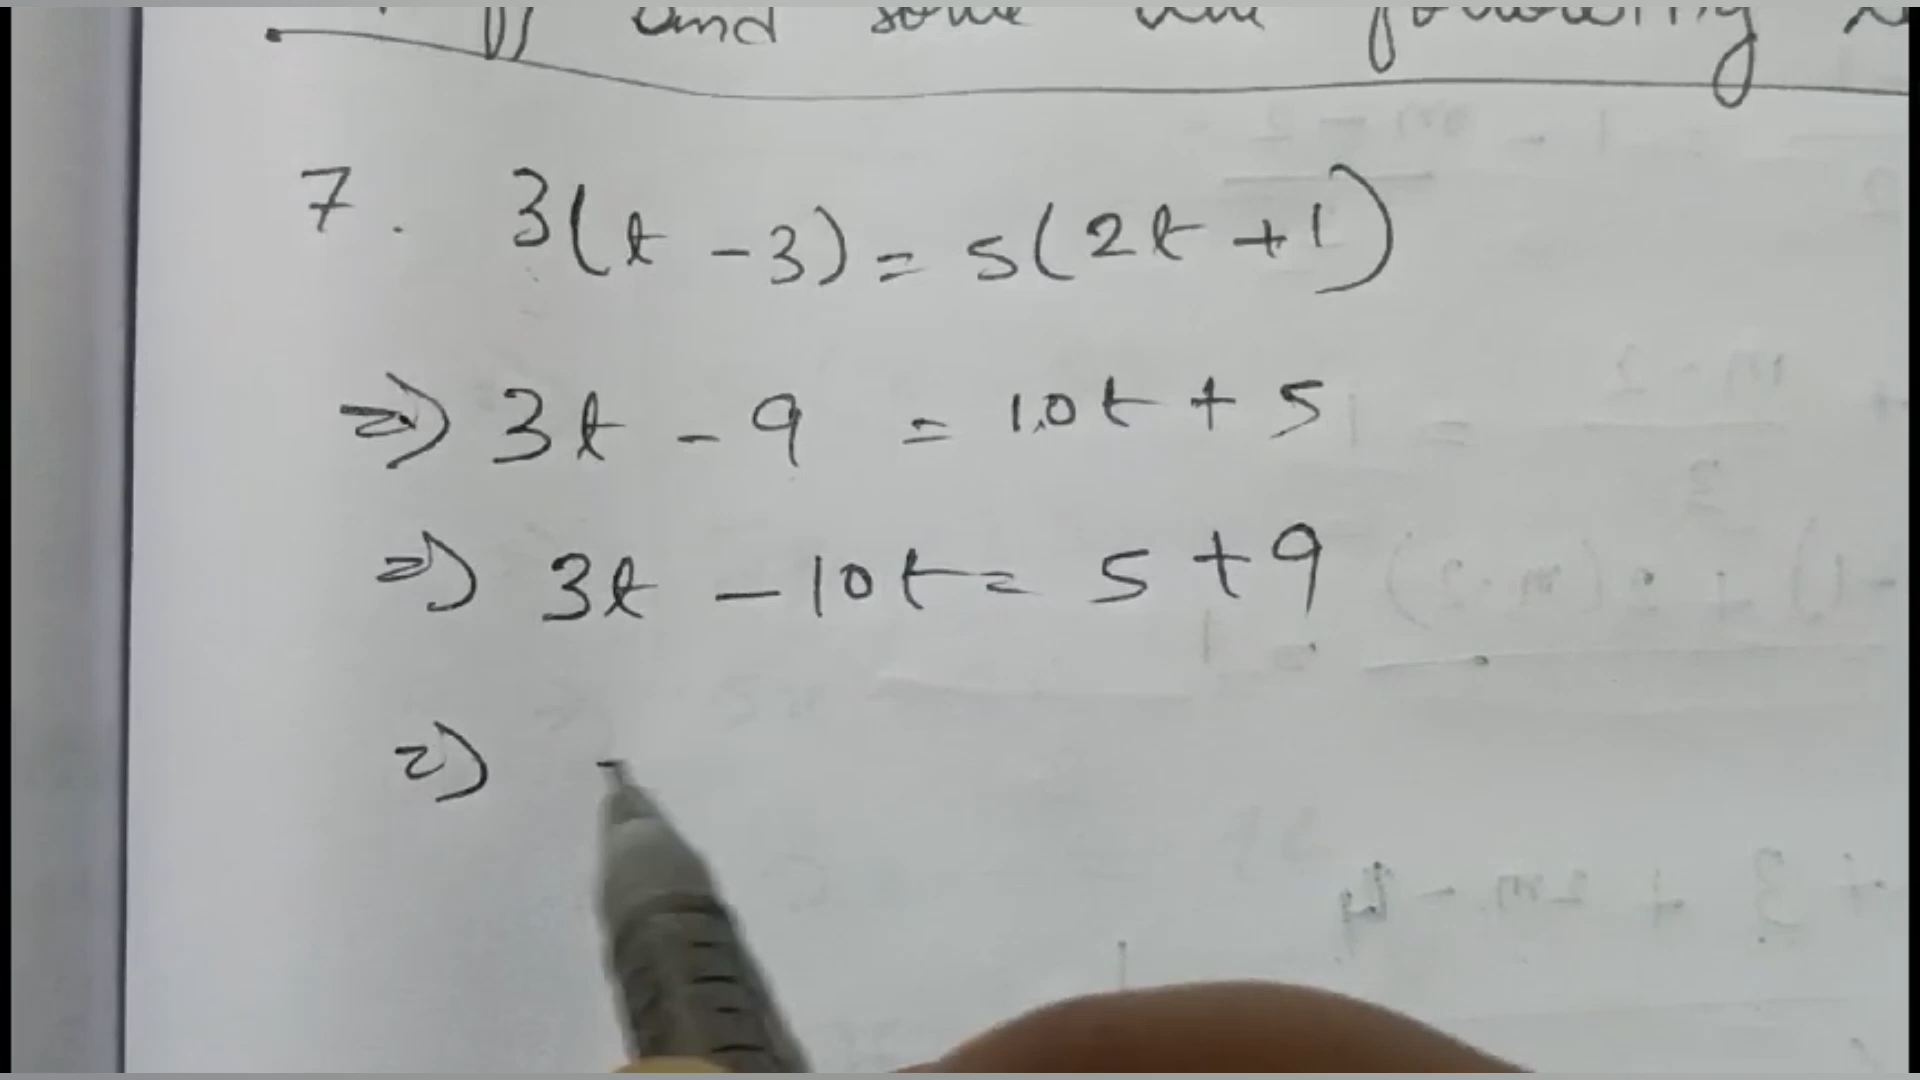 and solve the following
7. 3(t - 3) = 5(2t + 1)
=> 3t - 9 = 10t + 5
=> 3t - 10t = 5 + 9
=> -